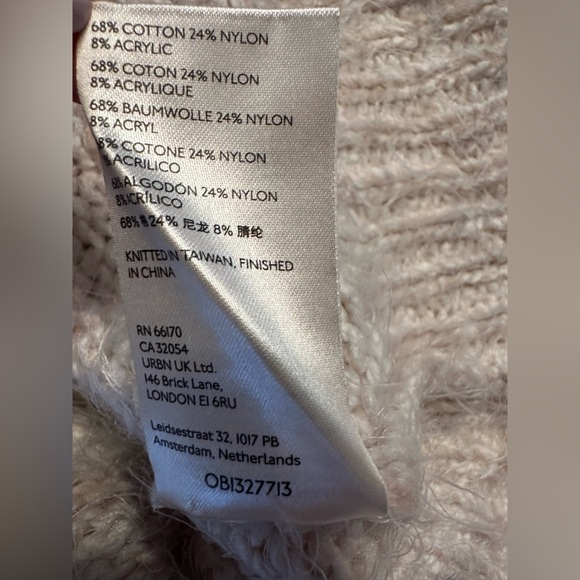 68% COTTON 24% NYLON
8% ACRYLIC
68% COTON 24% NYLON
8% ACRYLIQUE
68% BAUMWOLLE 24% NYLON
8% ACRYL
8% COTONE 24% NYLON
ACRILICO
68% ALGODÓN 24% NYLON
8% ACRÍLICO
68% 24% 尼龙 8% 腈纶
KNITTED IN TAIWAN, FINISHED
IN CHINA
RN 66170
CA 32054
URBN UK Ltd.
146 Brick Lane,
LONDON E1 6RU
Leidsestraat 32, 1017 PB
Amsterdam, Netherlands
OB1327713